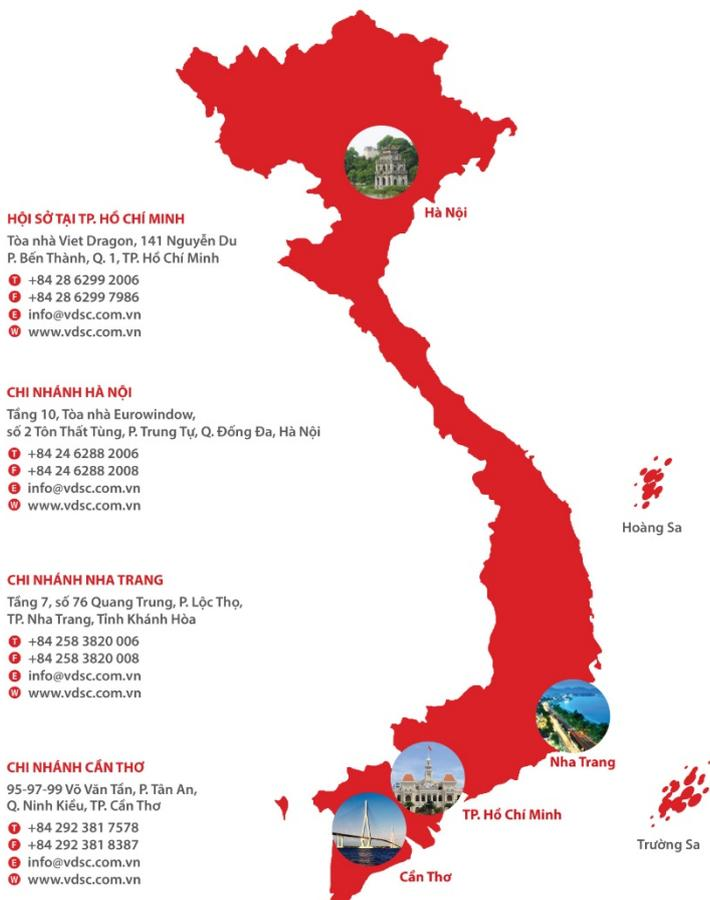 HỘI SỞ TẠI TP. HỒ CHÍ MINH
Tòa nhà Viet Dragon, 141 Nguyễn Du
P. Bến Thành, Q. 1, TP. Hồ Chí Minh
T +84 28 6299 2006
F +84 28 6299 7986
E info@vdsc.com.vn
W www.vdsc.com.vn
CHI NHÁNH HÀ NỘI
Tầng 10, Tòa nhà Eurowindow,
số 2 Tôn Thất Tùng, P. Trung Tự, Q. Đống Đa, Hà Nội
T +84 24 6288 2006
F +84 24 6288 2008
E info@vdsc.com.vn
W www.vdsc.com.vn
CHI NHÁNH NHA TRANG
Tầng 7, số 76 Quang Trung, P. Lộc Thọ,
TP. Nha Trang, Tỉnh Khánh Hòa
T +84 258 3820 006
F +84 258 3820 008
E info@vdsc.com.vn
W www.vdsc.com.vn
CHI NHÁNH CẦN THƠ
95-97-99 Võ Văn Tần, P. Tân An,
Q. Ninh Kiều, TP. Cần Thơ
T +84 292 381 7578
F +84 292 381 8387
E info@vdsc.com.vn
W www.vdsc.com.vn
Hà Nội
Hoàng Sa
Nha Trang
TP. Hồ Chí Minh
Trường Sa
Cần Thơ